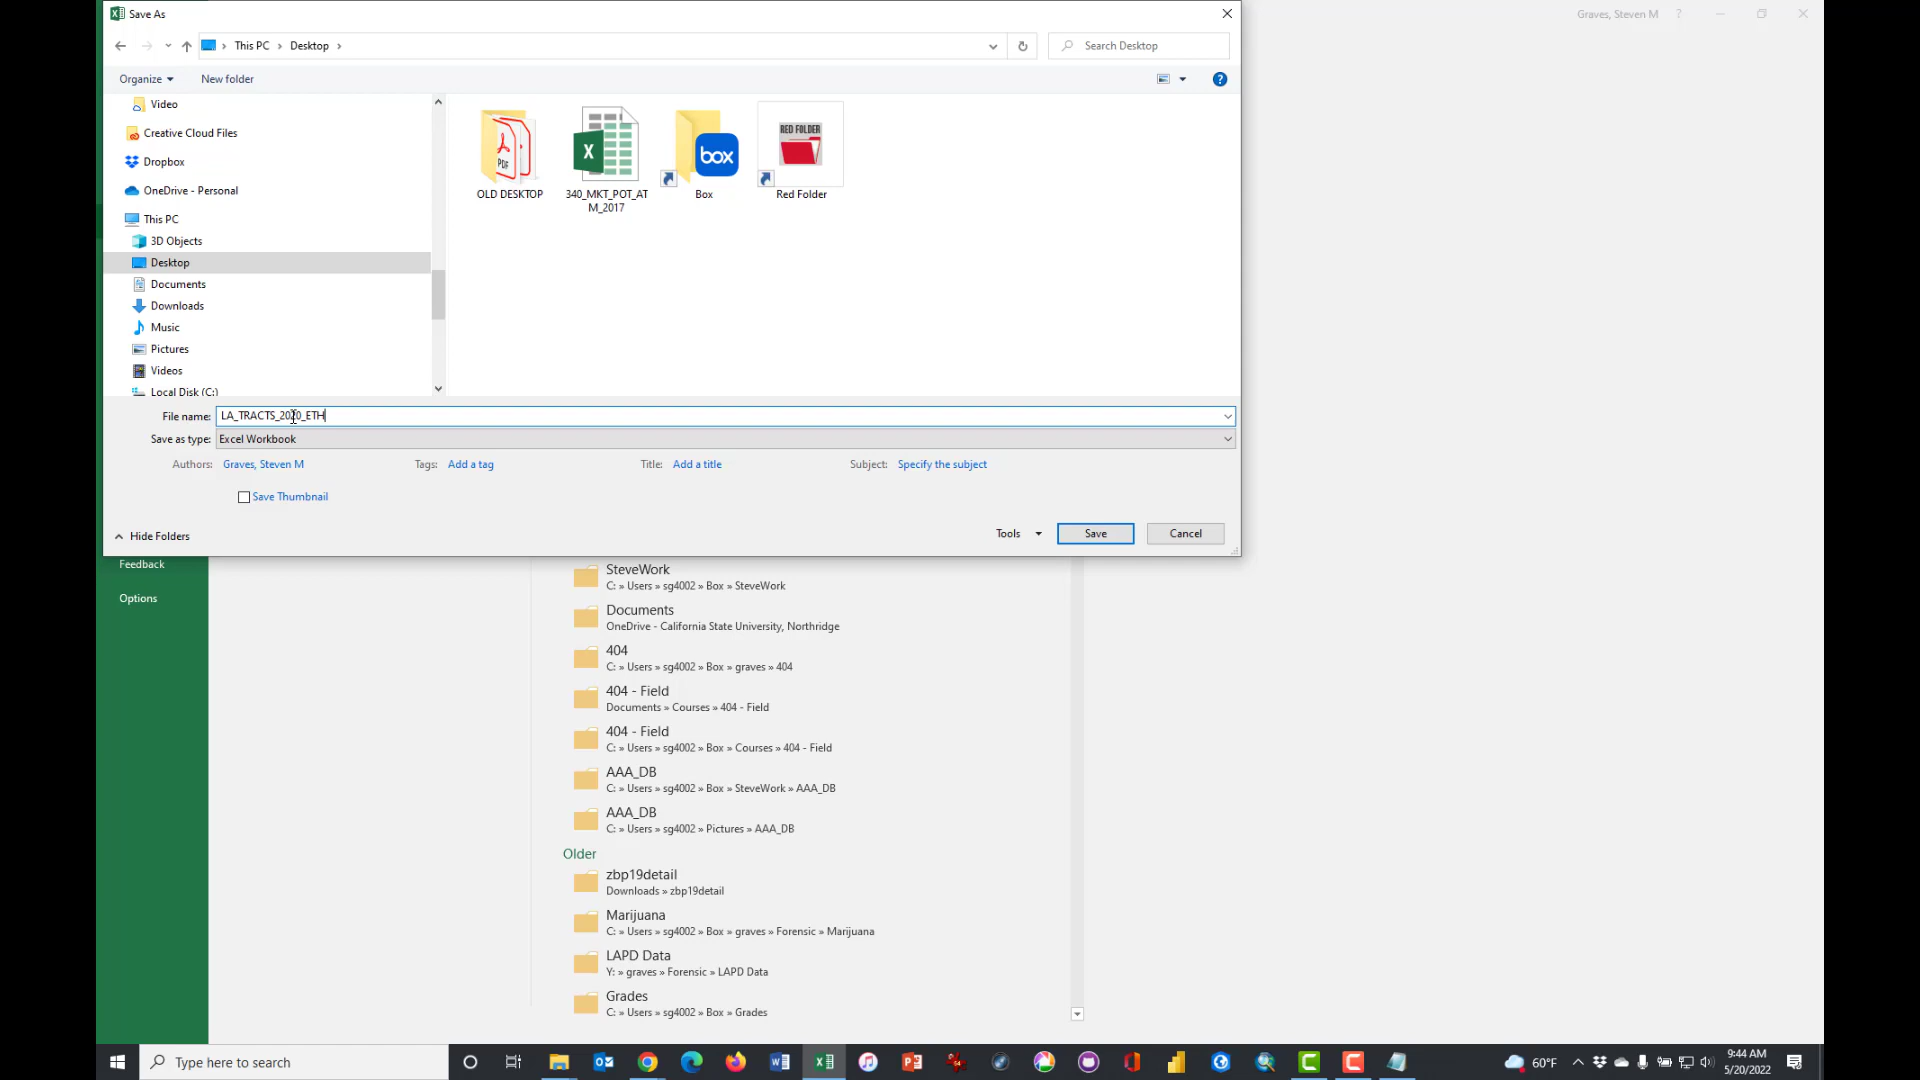 Save As
Graves, Steven M
?
This PC
Desktop
Search Desktop
Organize
New folder
?
Video
Creative Cloud Files
Dropbox
OneDrive - Personal
This PC
3D Objects
Desktop
Documents
Downloads
Music
Pictures
Videos
Local Disk (C:)
PDF
OLD DESKTOP
X
340_MKT_POT_AT
M_2017
box
Box
RED FOLDER
Red Folder
File name: LA_TRACTS_2020_ETH
Save as type: Excel Workbook
Authors: Graves, Steven M
Tags: Add a tag
Title: Add a title
Subject: Specify the subject
Save Thumbnail
Hide Folders
Tools
Save
Cancel
Feedback
Options
SteveWork
C: » Users » sg4002 » Box » SteveWork
Documents
OneDrive - California State University, Northridge
404
C: » Users » sg4002 » Box » graves » 404
404 - Field
Documents » Courses » 404 - Field
404 - Field
C: » Users » sg4002 » Box » Courses » 404 - Field
AAA_DB
C: » Users » sg4002 » Box » SteveWork » AAA_DB
AAA_DB
C: » Users » sg4002 » Pictures » AAA_DB
Older
zbp19detail
Downloads » zbp19detail
Marijuana
C: » Users » sg4002 » Box » graves » Forensic » Marijuana
LAPD Data
Y: » graves » Forensic » LAPD Data
Grades
C: » Users » sg4002 » Box » Grades
Type here to search
60°F
9:44 AM
5/20/2022